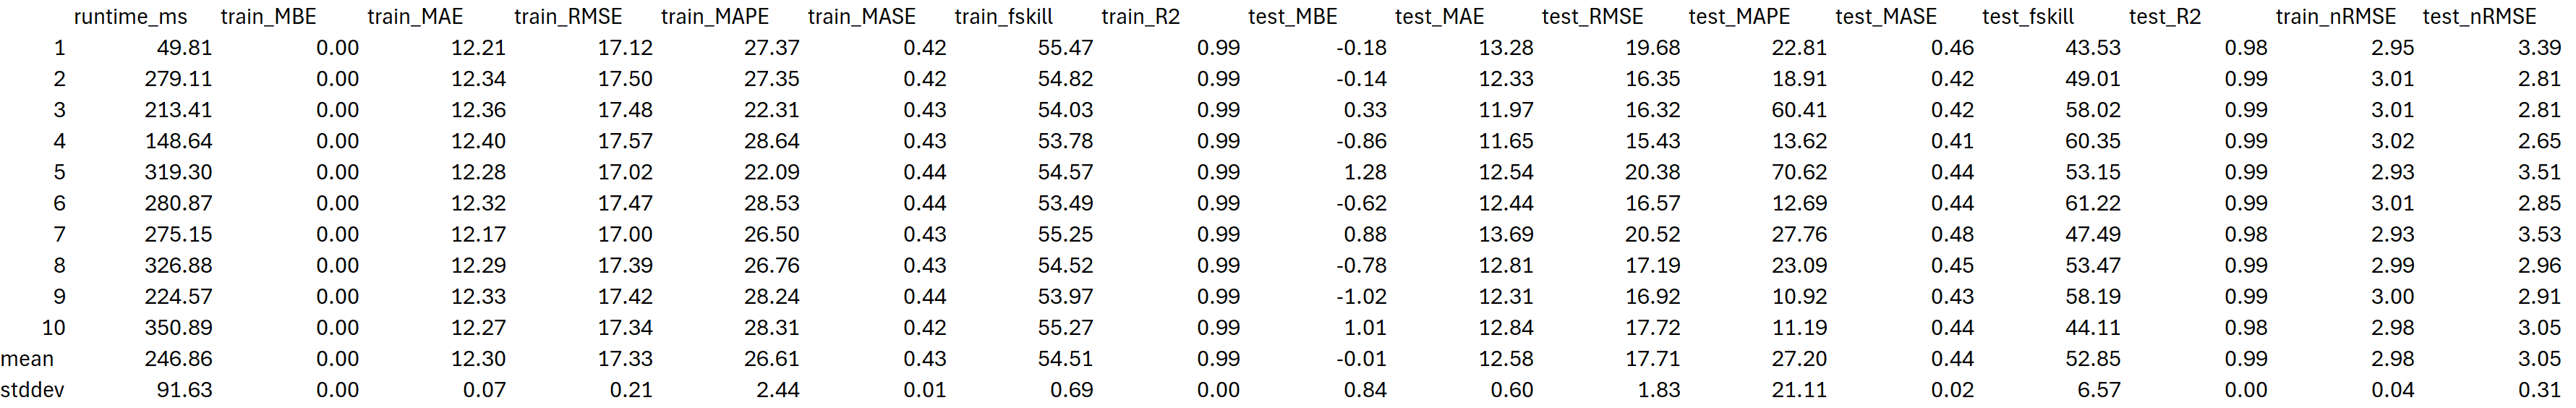 runtime_ms train_MBE train_MAE train_RMSE train_MAPE train_MASE train_fskill train_R2 test_MBE test_MAE test_RMSE test_MAPE test_MASE test_fskill test_R2 train_nRMSE test_nRMSE
1 49.81 0.00 12.21 17.12 27.37 0.42 55.47 0.99 -0.18 13.28 19.68 22.81 0.46 43.53 0.98 2.95 3.39
2 279.11 0.00 12.34 17.50 27.35 0.42 54.82 0.99 -0.14 12.33 16.35 18.91 0.42 49.01 0.99 3.01 2.81
3 213.41 0.00 12.36 17.48 22.31 0.43 54.03 0.99 0.33 11.97 16.32 60.41 0.42 58.02 0.99 3.01 2.81
4 148.64 0.00 12.40 17.57 28.64 0.43 53.78 0.99 -0.86 11.65 15.43 13.62 0.41 60.35 0.99 3.02 2.65
5 319.30 0.00 12.28 17.02 22.09 0.44 54.57 0.99 1.28 12.54 20.38 70.62 0.44 53.15 0.99 2.93 3.51
6 280.87 0.00 12.32 17.47 28.53 0.44 53.49 0.99 -0.62 12.44 16.57 12.69 0.44 61.22 0.99 3.01 2.85
7 275.15 0.00 12.17 17.00 26.50 0.43 55.25 0.99 0.88 13.69 20.52 27.76 0.48 47.49 0.98 2.93 3.53
8 326.88 0.00 12.29 17.39 26.76 0.43 54.52 0.99 -0.78 12.81 17.19 23.09 0.45 53.47 0.99 2.99 2.96
9 224.57 0.00 12.33 17.42 28.24 0.44 53.97 0.99 -1.02 12.31 16.92 10.92 0.43 58.19 0.99 3.00 2.91
10 350.89 0.00 12.27 17.34 28.31 0.42 55.27 0.99 1.01 12.84 17.72 11.19 0.44 44.11 0.98 2.98 3.05
mean 246.86 0.00 12.30 17.33 26.61 0.43 54.51 0.99 -0.01 12.58 17.71 27.20 0.44 52.85 0.99 2.98 3.05
stddev 91.63 0.00 0.07 0.21 2.44 0.01 0.69 0.00 0.84 0.60 1.83 21.11 0.02 6.57 0.00 0.04 0.31